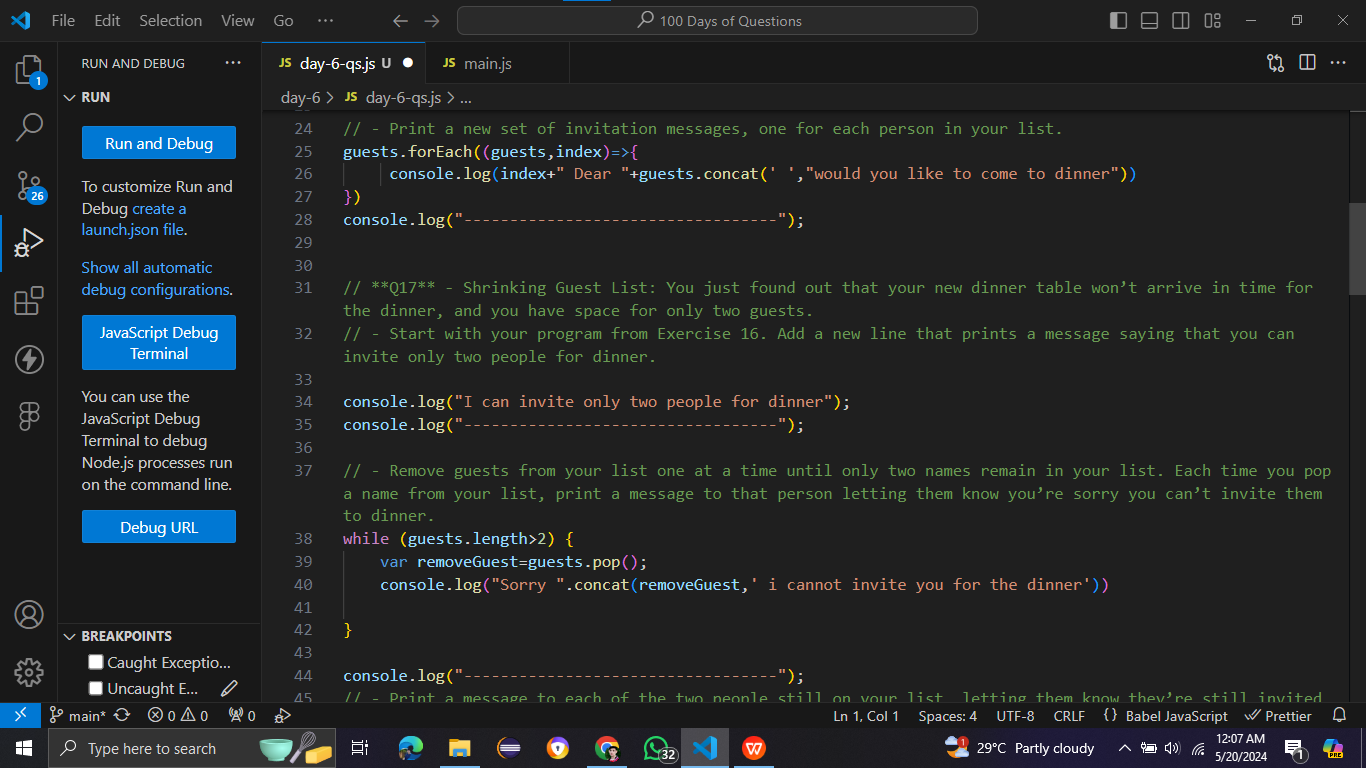 File Edit Selection View Go ··· 100 Days of Questions
RUN AND DEBUG ···
RUN
Run and Debug
To customize Run and
Debug create a
launch.json file.
Show all automatic
debug configurations.
JavaScript Debug
Terminal
You can use the
JavaScript Debug
Terminal to debug
Node.js processes run
on the command line.
Debug URL
BREAKPOINTS
Caught Exceptio...
Uncaught E...
1
26
JS day-6-qs.js U ● JS main.js
day-6 > JS day-6-qs.js > ...
24 // - Print a new set of invitation messages, one for each person in your list.
25 guests.forEach((guests,index)=>{
26 console.log(index+" Dear "+guests.concat(' ',"would you like to come to dinner"))
27 })
28 console.log("----------------------------------");
29
30
31 // **Q17** - Shrinking Guest List: You just found out that your new dinner table won’t arrive in time for
the dinner, and you have space for only two guests.
32 // - Start with your program from Exercise 16. Add a new line that prints a message saying that you can
invite only two people for dinner.
33
34 console.log("I can invite only two people for dinner");
35 console.log("----------------------------------");
36
37 // - Remove guests from your list one at a time until only two names remain in your list. Each time you pop
a name from your list, print a message to that person letting them know you’re sorry you can’t invite them
to dinner.
38 while (guests.length>2) {
39 var removeGuest=guests.pop();
40 console.log("Sorry ".concat(removeGuest,' i cannot invite you for the dinner'))
41
42 }
43
44 console.log("----------------------------------");
45 // - Print a message to each of the two people still on your list, letting them know they’re still invited
main* 0 0 0 Ln 1, Col 1 Spaces: 4 UTF-8 CRLF {} Babel JavaScript Prettier
Type here to search 32 1 29°C Partly cloudy 12:07 AM
5/20/2024 1 PRE